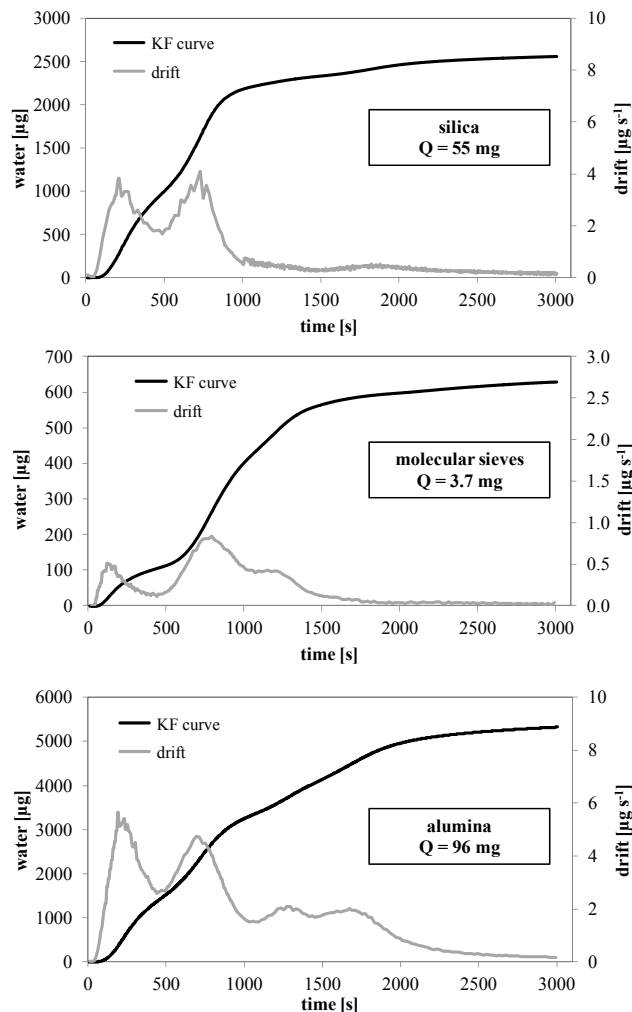 3000
2500
2000
1500
1000
500
0
water [µg]
10
8
6
4
2
0
drift [µg s⁻¹]
KF curve
drift
silica
Q = 55 mg
0 500 1000 1500 2000 2500 3000
time [s]
700
600
500
400
300
200
100
0
water [µg]
3.0
2.5
2.0
1.5
1.0
0.5
0.0
drift [µg s⁻¹]
KF curve
drift
molecular sieves
Q = 3.7 mg
0 500 1000 1500 2000 2500 3000
time [s]
6000
5000
4000
3000
2000
1000
0
water [µg]
10
8
6
4
2
0
drift [µg s⁻¹]
KF curve
drift
alumina
Q = 96 mg
0 500 1000 1500 2000 2500 3000
time [s]